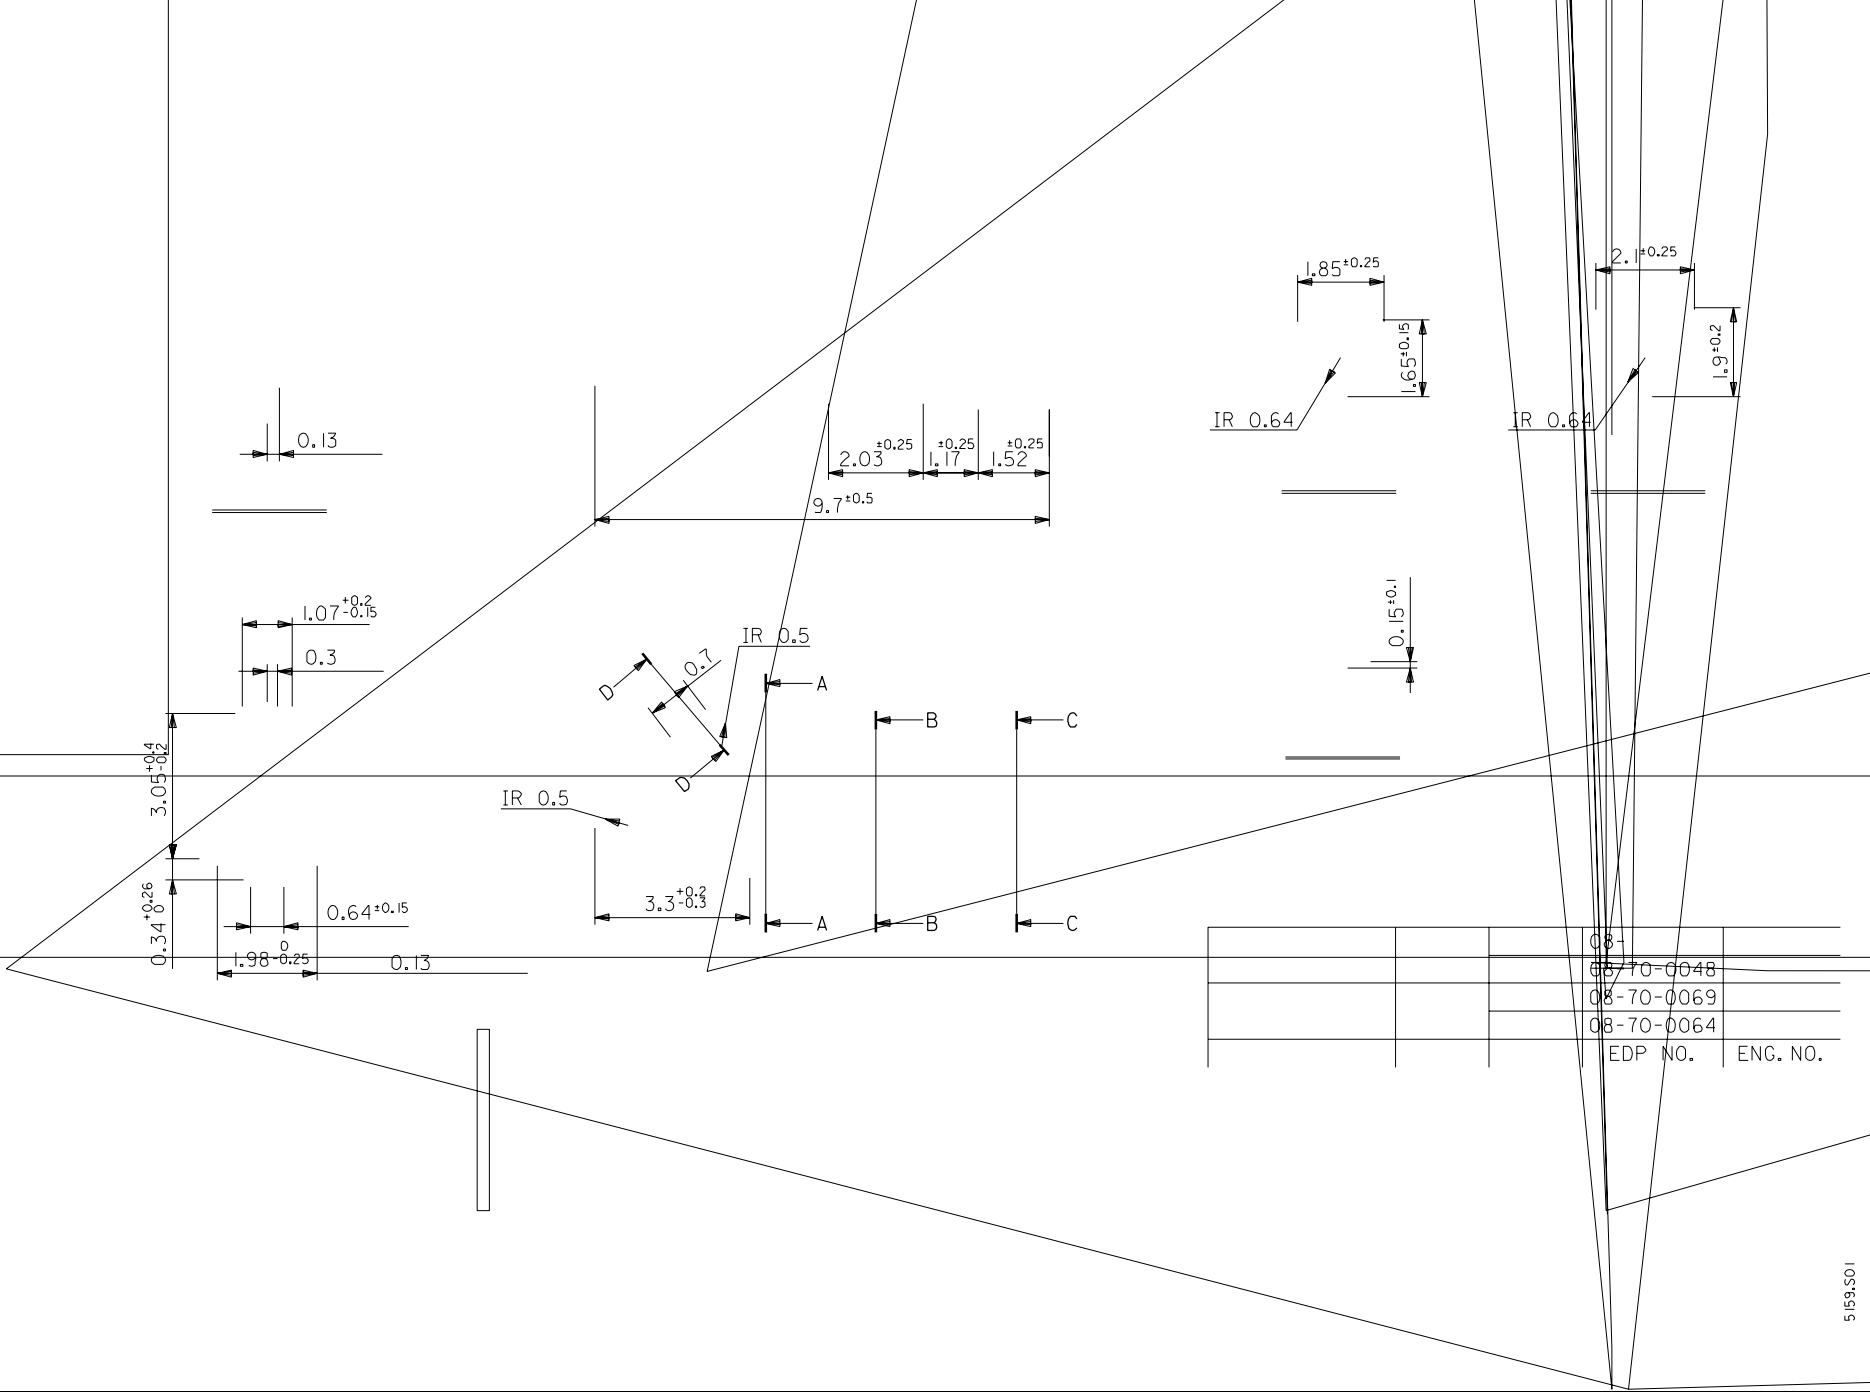 2.1±0.25
1.85±0.25
1.65±0.15
1.9±0.2
IR 0.64
IR 0.64
0.13
±0.25 ±0.25 ±0.25
2.03 1.17 1.52
9.7±0.5
0.15±0.1
1.07+0.2 -0.15
0.3
IR 0.5
0.7
D
A
B
C
D
3.05+0.4 -0.2
IR 0.5
0.34+0.26 0
0.64±0.15
3.3+0.2 -0.3
A
B
C
1.98 0 -0.25
0.13
08-
08-70-0048
08-70-0069
08-70-0064
EDP NO. ENG. NO.
5159.S01